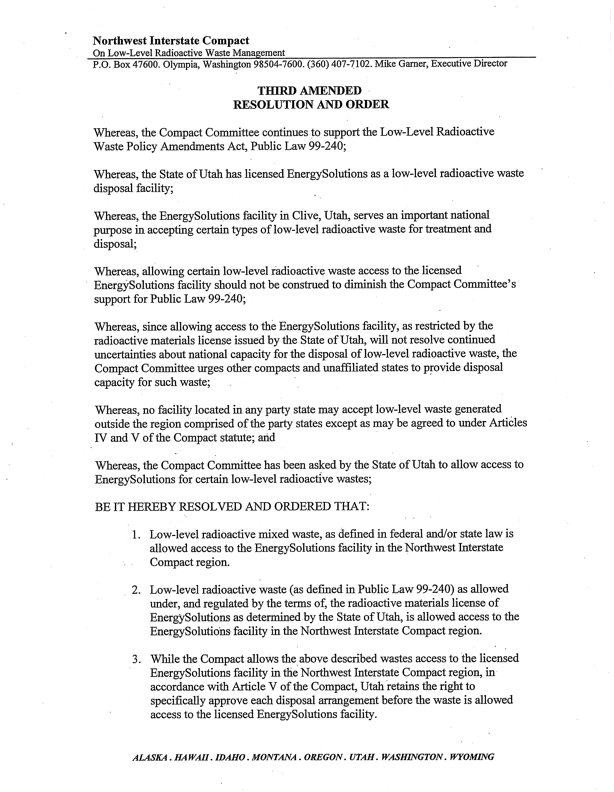 Northwest Interstate Compact
On Low-Level Radioactive Waste Management
P.O. Box 47600. Olympia, Washington 98504-7600. (360) 407-7102. Mike Garner, Executive Director
THIRD AMENDED
RESOLUTION AND ORDER
Whereas, the Compact Committee continues to support the Low-Level Radioactive
Waste Policy Amendments Act, Public Law 99-240;
Whereas, the State of Utah has licensed EnergySolutions as a low-level radioactive waste
disposal facility;
Whereas, the EnergySolutions facility in Clive, Utah, serves an important national
purpose in accepting certain types of low-level radioactive waste for treatment and
disposal;
Whereas, allowing certain low-level radioactive waste access to the licensed
EnergySolutions facility should not be construed to diminish the Compact Committee's
support for Public Law 99-240;
Whereas, since allowing access to the EnergySolutions facility, as restricted by the
radioactive materials license issued by the State of Utah, will not resolve continued
uncertainties about national capacity for the disposal of low-level radioactive waste, the
Compact Committee urges other compacts and unaffiliated states to provide disposal
capacity for such waste;
Whereas, no facility located in any party state may accept low-level waste generated
outside the region comprised of the party states except as may be agreed to under Articles
IV and V of the Compact statute; and
Whereas, the Compact Committee has been asked by the State of Utah to allow access to
EnergySolutions for certain low-level radioactive wastes;
BE IT HEREBY RESOLVED AND ORDERED THAT:
1. Low-level radioactive mixed waste, as defined in federal and/or state law is
allowed access to the EnergySolutions facility in the Northwest Interstate
Compact region.
2. Low-level radioactive waste (as defined in Public Law 99-240) as allowed
under, and regulated by the terms of, the radioactive materials license of
EnergySolutions as determined by the State of Utah, is allowed access to the
EnergySolutions facility in the Northwest Interstate Compact region.
3. While the Compact allows the above described wastes access to the licensed
EnergySolutions facility in the Northwest Interstate Compact region, in
accordance with Article V of the Compact, Utah retains the right to
specifically approve each disposal arrangement before the waste is allowed
access to the licensed EnergySolutions facility.
ALASKA . HAWAII . IDAHO . MONTANA . OREGON . UTAH . WASHINGTON . WYOMING